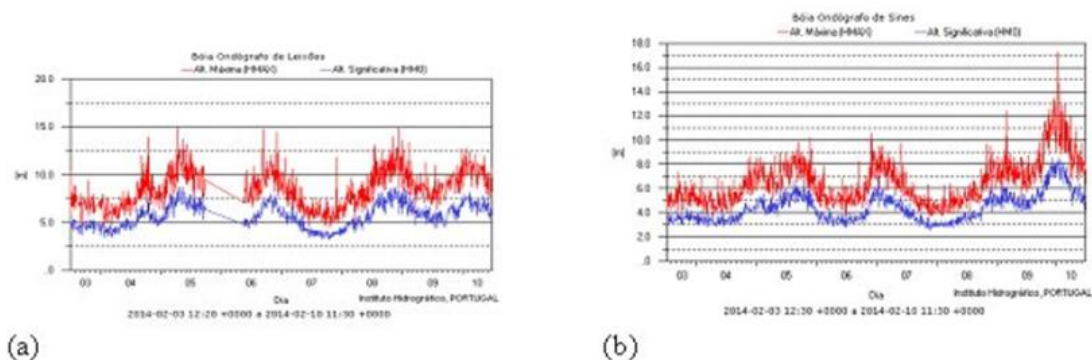 Bóia Ondógrafo de Leixões
Alt. Máxima (HMAX) Alt. Significativa (HM0)
20.0
15.0
10.0
5.0
.0
03 04 05 06 07 08 09 10
Dia
Instituto Hidrográfico, PORTUGAL
2014-02-03 12:20 +0000 a 2014-02-10 11:30 +0000
(a)
Bóia Ondógrafo de Sines
Alt. Máxima (HMAX) Alt. Significativa (HM0)
18.0
16.0
14.0
12.0
10.0
8.0
6.0
4.0
2.0
.0
03 04 05 06 07 08 09 10
Dia
Instituto Hidrográfico, PORTUGAL
2014-02-03 12:30 +0000 a 2014-02-10 11:30 +0000
(b)